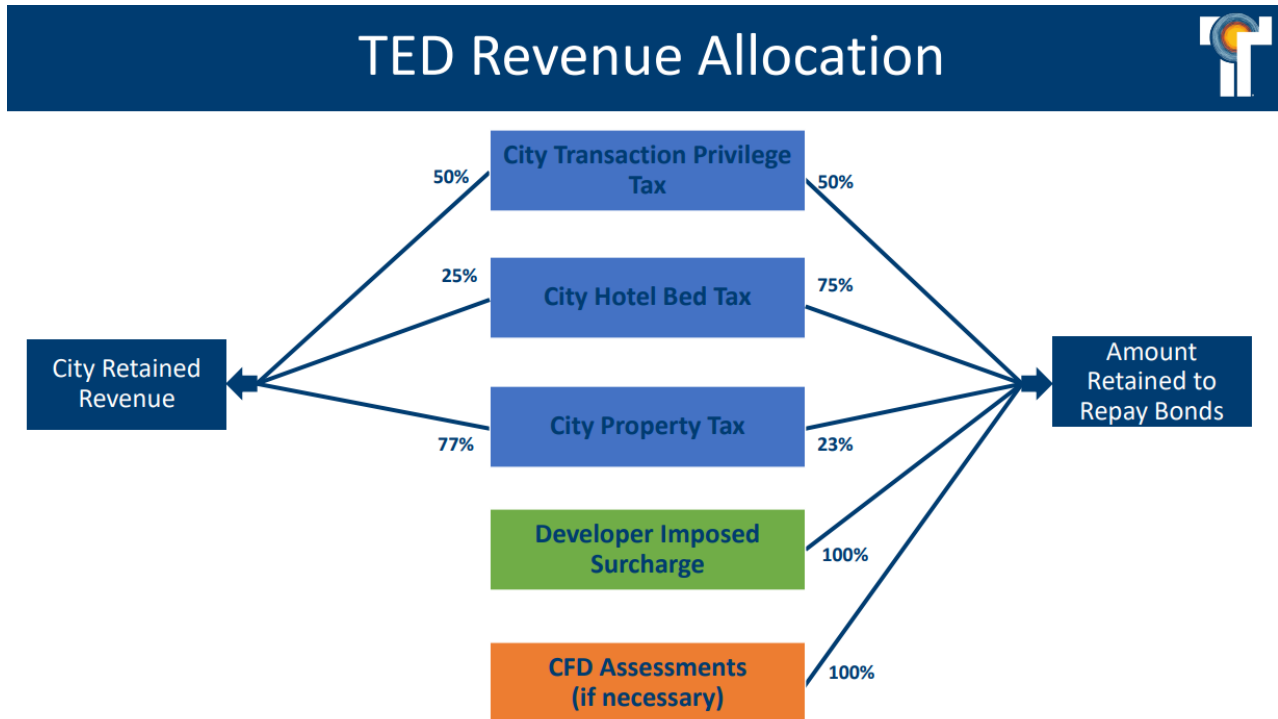 TED Revenue Allocation
City Transaction Privilege
Tax
50%
50%
City Hotel Bed Tax
25%
75%
City Retained
Revenue
Amount
Retained to
Repay Bonds
City Property Tax
77%
23%
Developer Imposed
Surcharge
100%
CFD Assessments
(if necessary)
100%